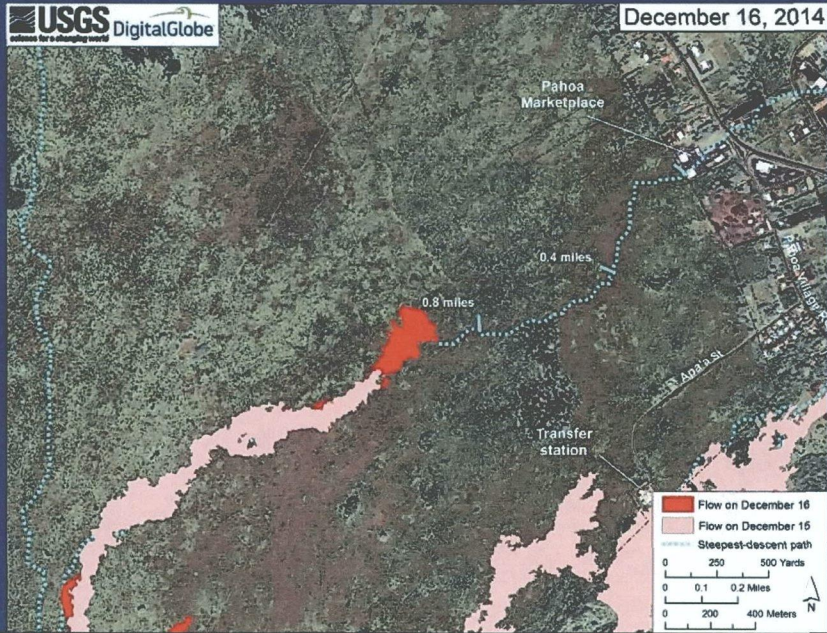 USGS
science for a changing world
DigitalGlobe
December 16, 2014
Pahoa
Marketplace
0.4 miles
0.8 miles
Pahoa Village R
Apa'a St
Transfer
station
Flow on December 16
Flow on December 15
Steepest-descent path
0 250 500 Yards
0 0.1 0.2 Miles
0 200 400 Meters
N